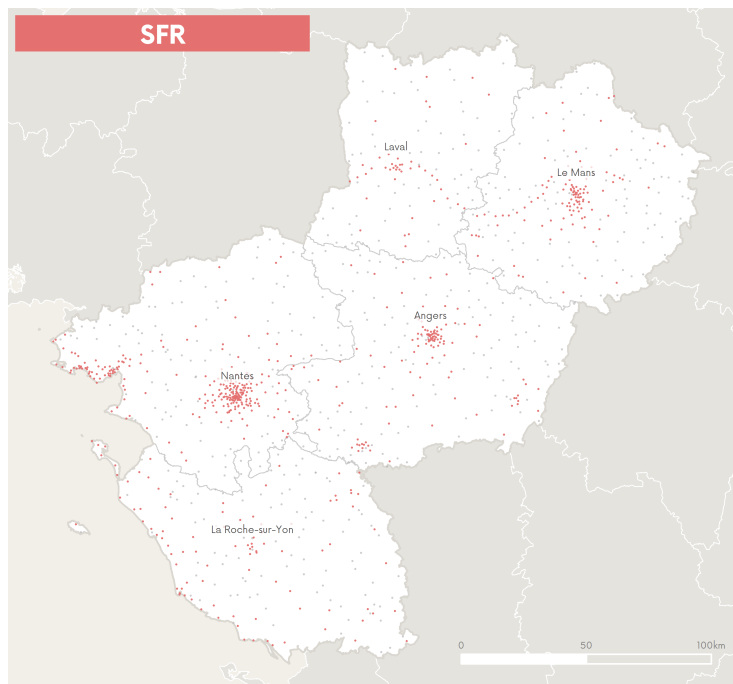 SFR
Laval
Le Mans
Angers
Nantes
La Roche-sur-Yon
0 50 100km